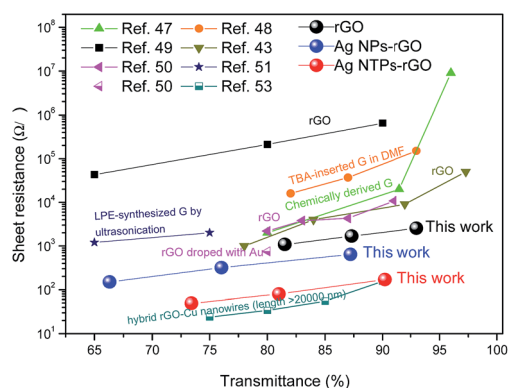 10⁸
10⁷
10⁶
10⁵
10⁴
10³
10²
10¹
Sheet resistance (Ω/
Ref. 47
Ref. 48
rGO
Ref. 49
Ref. 43
Ag NPs-rGO
Ref. 50
Ref. 51
Ag NTPs-rGO
Ref. 50
Ref. 53
rGO
TBA-inserted G in DMF
Chemically derived G
rGO
LPE-synthesized G by
ultrasonication
rGO
rGO droped with Au
This work
This work
This work
hybrid rGO-Cu nanowires (length >20000 nm)
65 70 75 80 85 90 95 100
Transmittance (%)